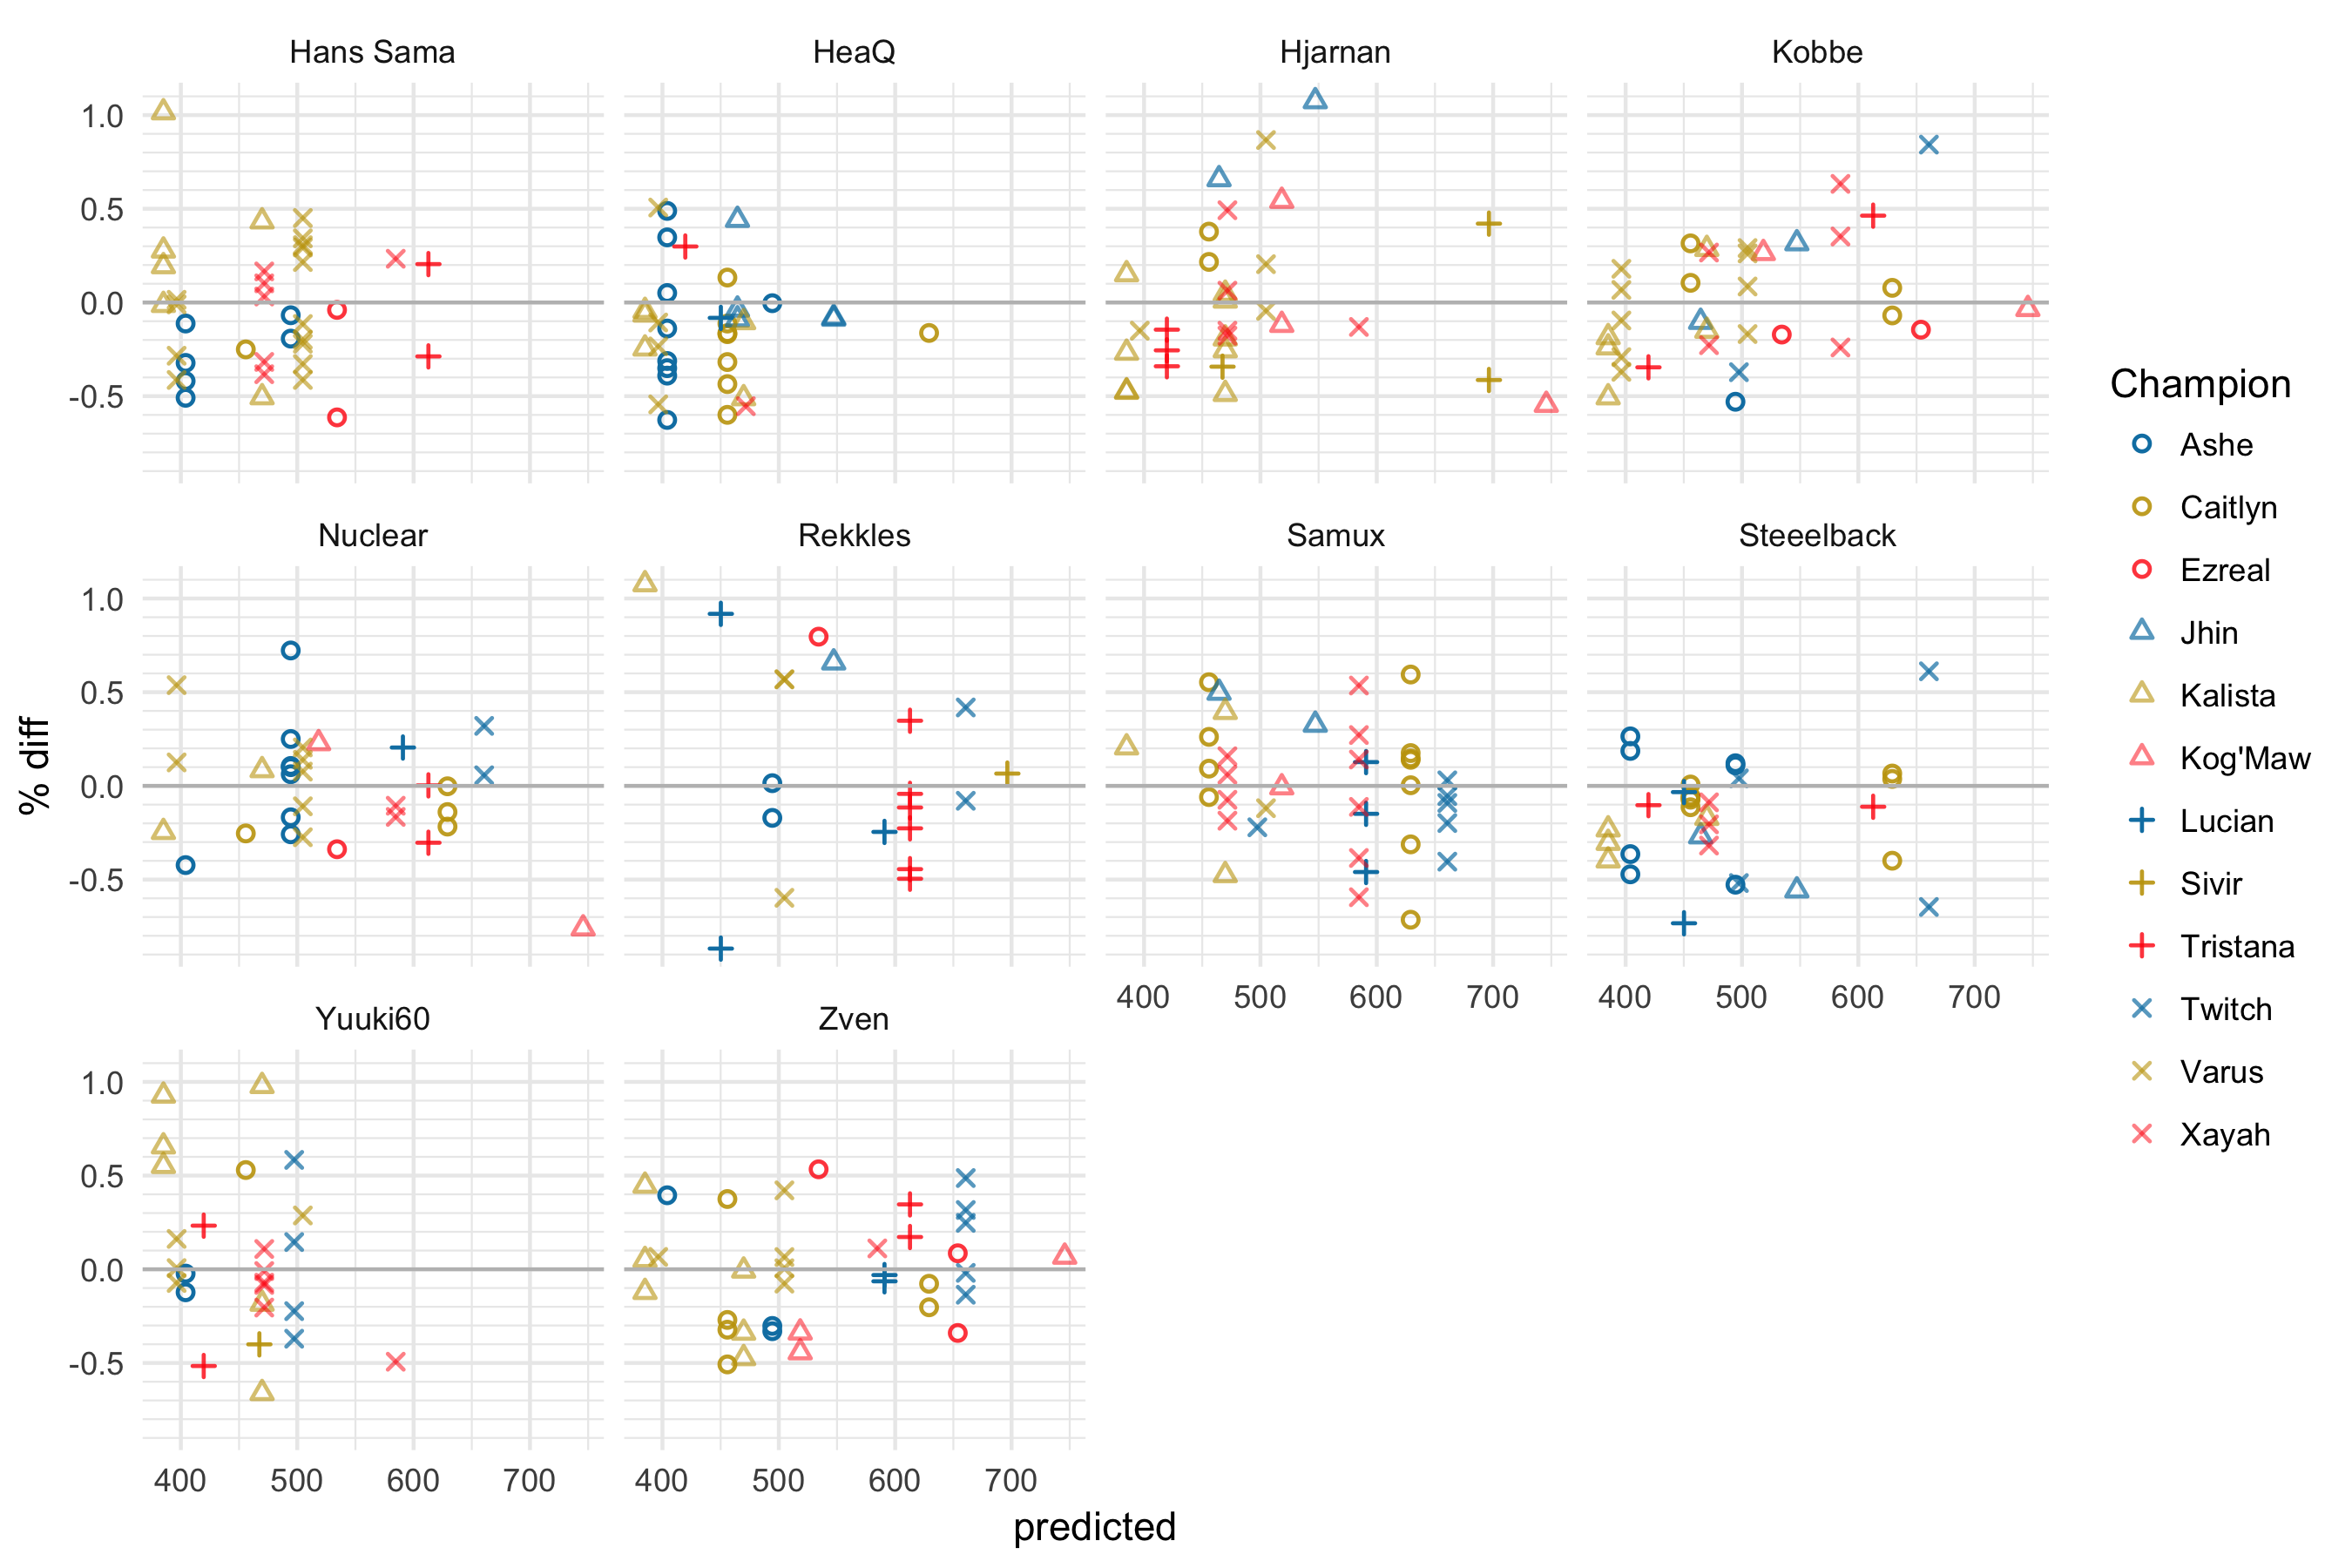 Hans Sama HeaQ Hjarnan Kobbe
1.0
0.5
0.0
-0.5
Nuclear Rekkles Samux Steeelback
1.0
0.5
0.0
-0.5
400 500 600 700 400 500 600 700
Yuuki60 Zven
1.0
0.5
0.0
-0.5
400 500 600 700 400 500 600 700
predicted
% diff
Champion
Ashe
Caitlyn
Ezreal
Jhin
Kalista
Kog'Maw
Lucian
Sivir
Tristana
Twitch
Varus
Xayah